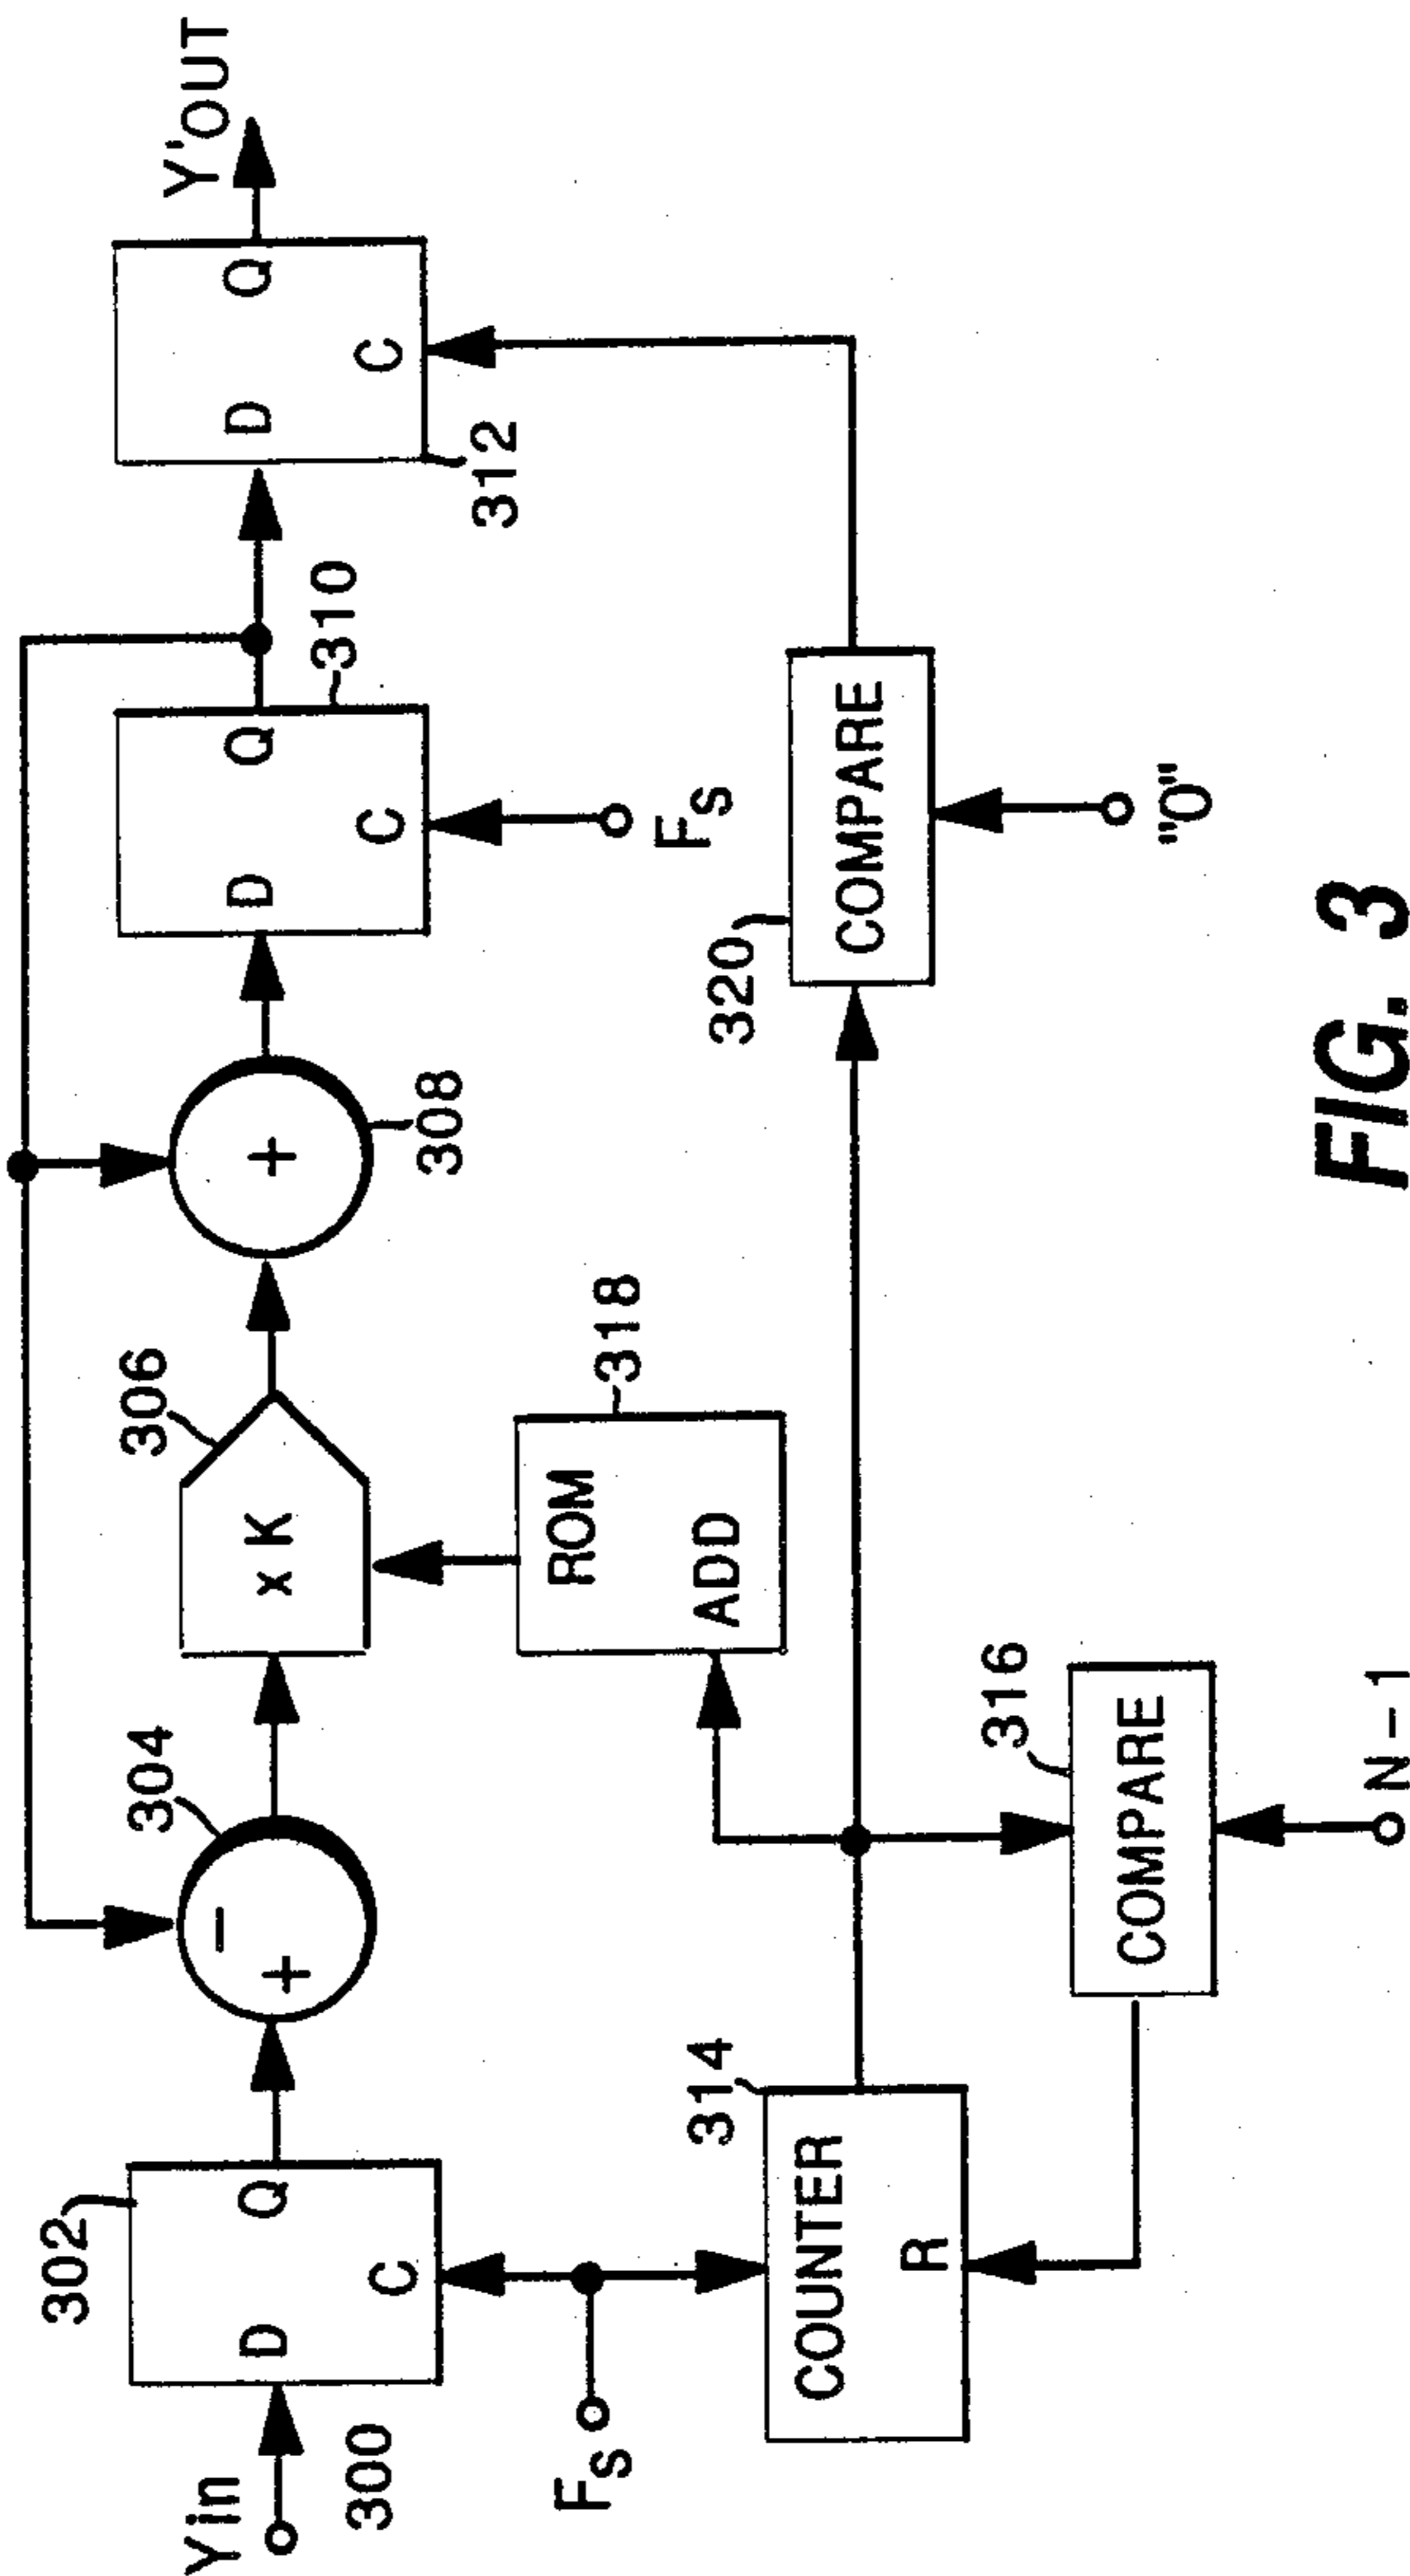 Yin
300
302
D
Q
C
304
-
+
306
x K
308
+
310
D
Q
C
312
D
Q
C
Y'OUT
FS
FS
318
ROM
ADD
314
COUNTER
R
316
COMPARE
N-1
320
COMPARE
"0"
FIG. 3